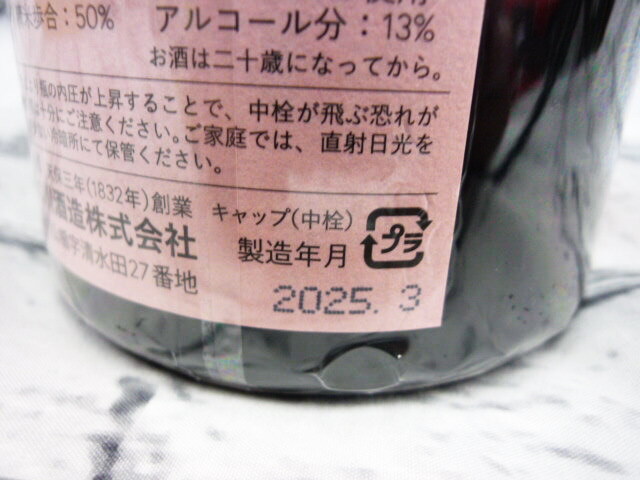 米歩合:50% アルコール分:13%
お酒は二十歳になってから。
り瓶の内圧が上昇することで、中栓が飛ぶ恐れが
は十分にご注意ください。ご家庭では、直射日光を
冷暗所にて保管ください。
三年(1832年)創業
酒造株式会社
字清水田27番地
キャップ(中栓)
プラ
製造年月
2025. 3